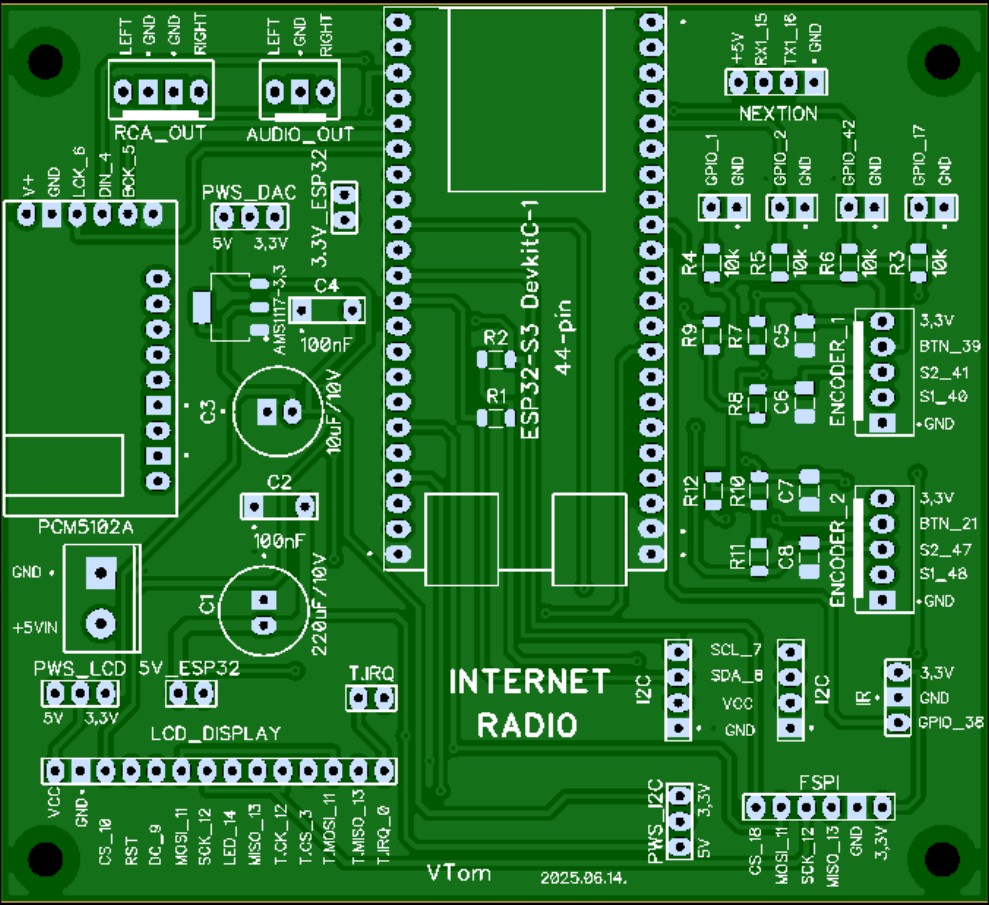 LEFT
GND
GND
RIGHT
RCA_OUT
LEFT
GND
RIGHT
AUDIO_OUT
+5V
RX1_15
TX1_16
GND
NEXTION
V+
GND
LCK_6
DIN_4
BCK_5
PWS_DAC
5V 3,3V
3.3V_ESP32
GPIO_1
GND
GPIO_2
GND
GPIO_42
GND
GPIO_17
GND
R4
10k
R5
10k
R6
10k
R3
10k
AMS1117-3,3
C4
100nF
ESP32-S3 DevkitC-1
44-pin
R2
R1
R9
R7
C5
R8
C6
ENCODER_1
3,3V
BTN_39
S2_41
S1_40
GND
C3
10uF/10V
PCM5102A
C2
100nF
R12
R10
C7
R11
C8
ENCODER_2
3,3V
BTN_21
S2_47
S1_48
GND
GND
+5VIN
C1
220uF/10V
PWS_LCD
5V 3,3V
5V_ESP32
T.IRQ
INTERNET
RADIO
I2C
SCL_7
SDA_8
VCC
GND
I2C
IR
3,3V
GND
GPIO_38
LCD_DISPLAY
VCC
GND
CS_10
RST
DC_9
MOSI_11
SCK_12
LED_14
MISO_13
T.CK_12
T.CS_3
T.MOSI_11
T.MISO_13
T.IRQ_0
PWS_I2C
3,3V
5V
FSPI
CS_18
MOSI_11
SCK_12
MISO_13
GND
3,3V
VTom
2025.06.14.